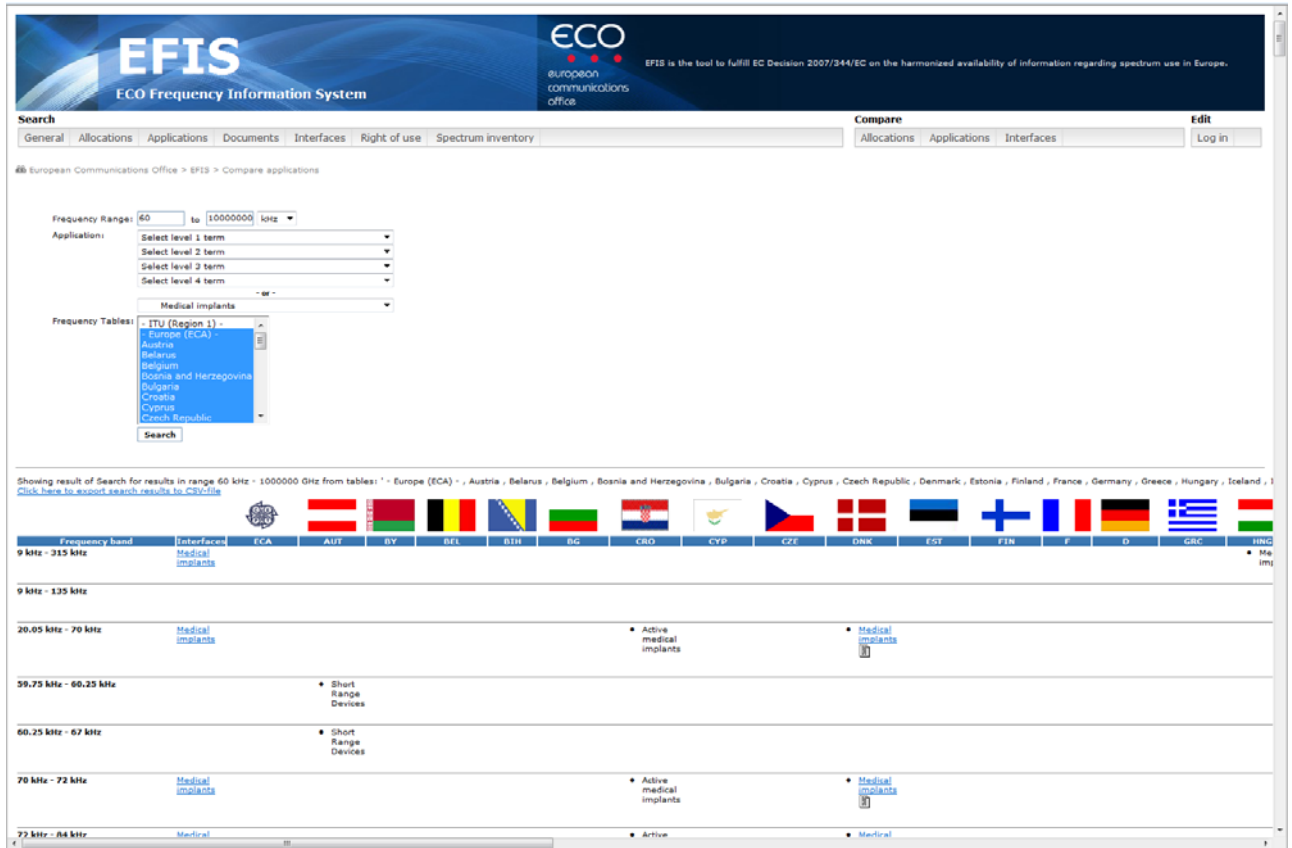 EFIS
ECO Frequency Information System
ECO
european
communications
office
EFIS is the tool to fulfill EC Decision 2007/344/EC on the harmonized availability of information regarding spectrum use in Europe.
Search Compare Edit
General Allocations Applications Documents Interfaces Right of use Spectrum inventory Allocations Applications Interfaces Log in
European Communications Office > EFIS > Compare applications
Frequency Range: 60 to 10000000 kHz
Application: Select level 1 term
Select level 2 term
Select level 3 term
Select level 4 term
- or -
Medical implants
Frequency Tables: - ITU (Region 1) -
- Europe (ECA) -
Austria
Belarus
Belgium
Bosnia and Herzegovina
Bulgaria
Croatia
Cyprus
Czech Republic
Search
Showing result of Search for results in range 60 kHz - 1000000 GHz from tables: ' - Europe (ECA) - , Austria , Belarus , Belgium , Bosnia and Herzegovina , Bulgaria , Croatia , Cyprus , Czech Republic , Denmark , Estonia , Finland , France , Germany , Greece , Hungary , Iceland ,
Click here to export search results to CSV-file
Frequency band Interfaces ECA AUT BY BEL BIH BG CRO CYP CZE DNK EST FIN F D GRC HNG
9 kHz - 315 kHz Medical • Me
implants imp
9 kHz - 135 kHz
20.05 kHz - 70 kHz Medical • Active • Medical
implants medical implants
implants
59.75 kHz - 60.25 kHz • Short
Range
Devices
60.25 kHz - 67 kHz • Short
Range
Devices
70 kHz - 72 kHz Medical • Active • Medical
implants medical implants
implants
72 kHz - 84 kHz Medical • Active • Medical